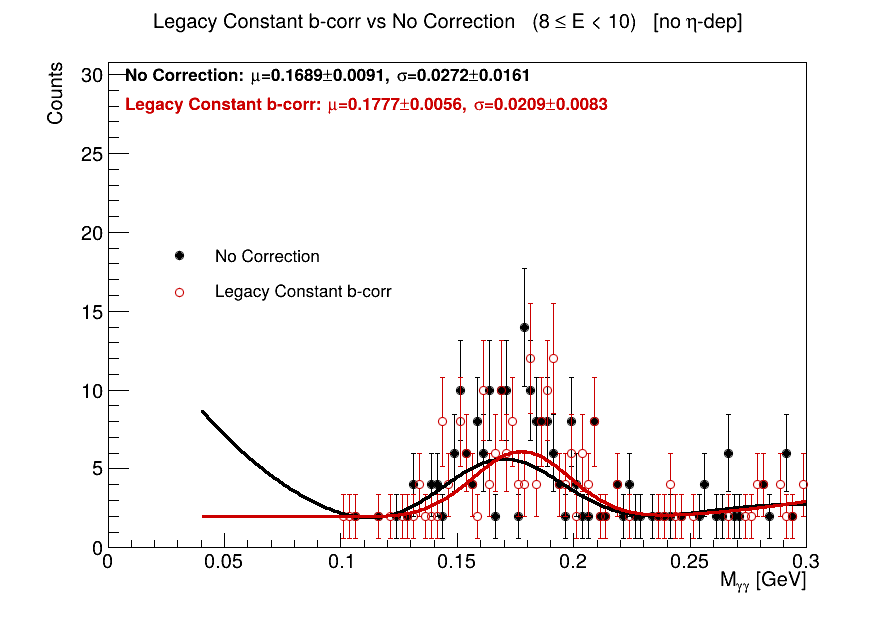 Legacy Constant b-corr vs No Correction (8 ≤ E < 10) [no η-dep]
Counts
30
25
20
15
10
5
0
No Correction: μ=0.1689±0.0091, σ=0.0272±0.0161
Legacy Constant b-corr: μ=0.1777±0.0056, σ=0.0209±0.0083
No Correction
Legacy Constant b-corr
0 0.05 0.1 0.15 0.2 0.25 0.3
Mγγ [GeV]